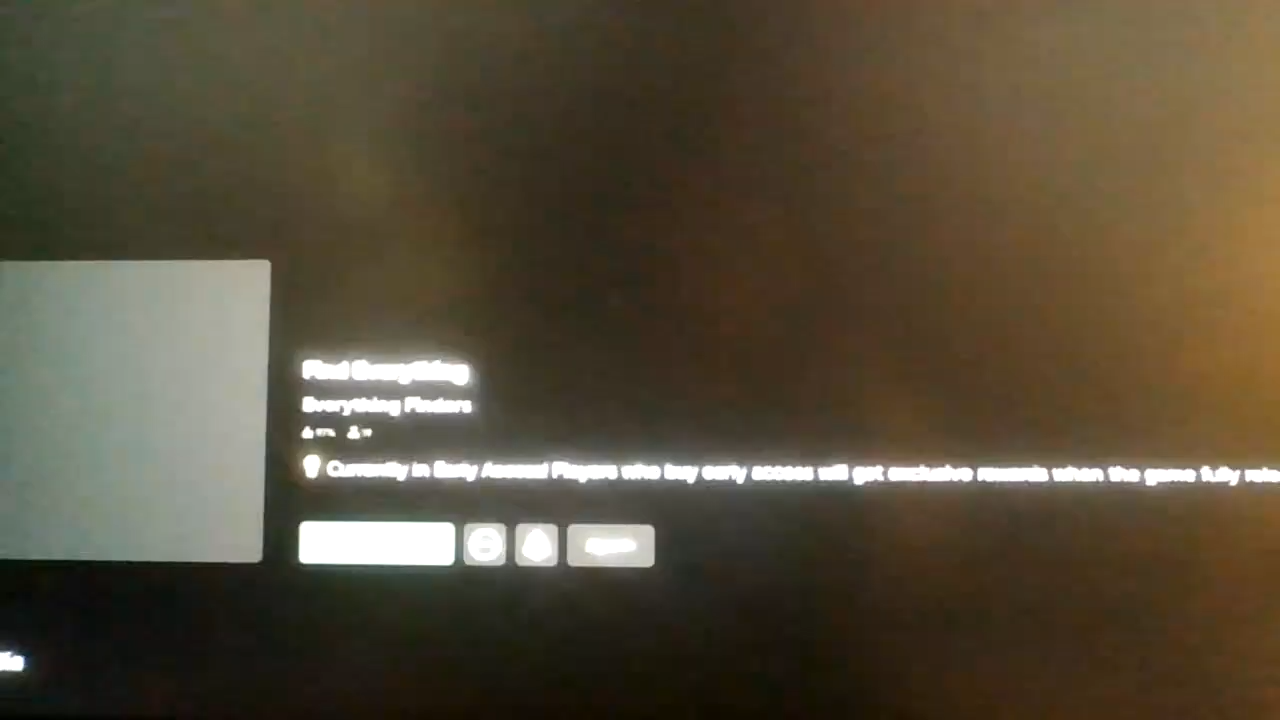 Find Everything
Everything Finders
Currently in Early Access! Players who buy early access will get exclusive rewards when the game fully